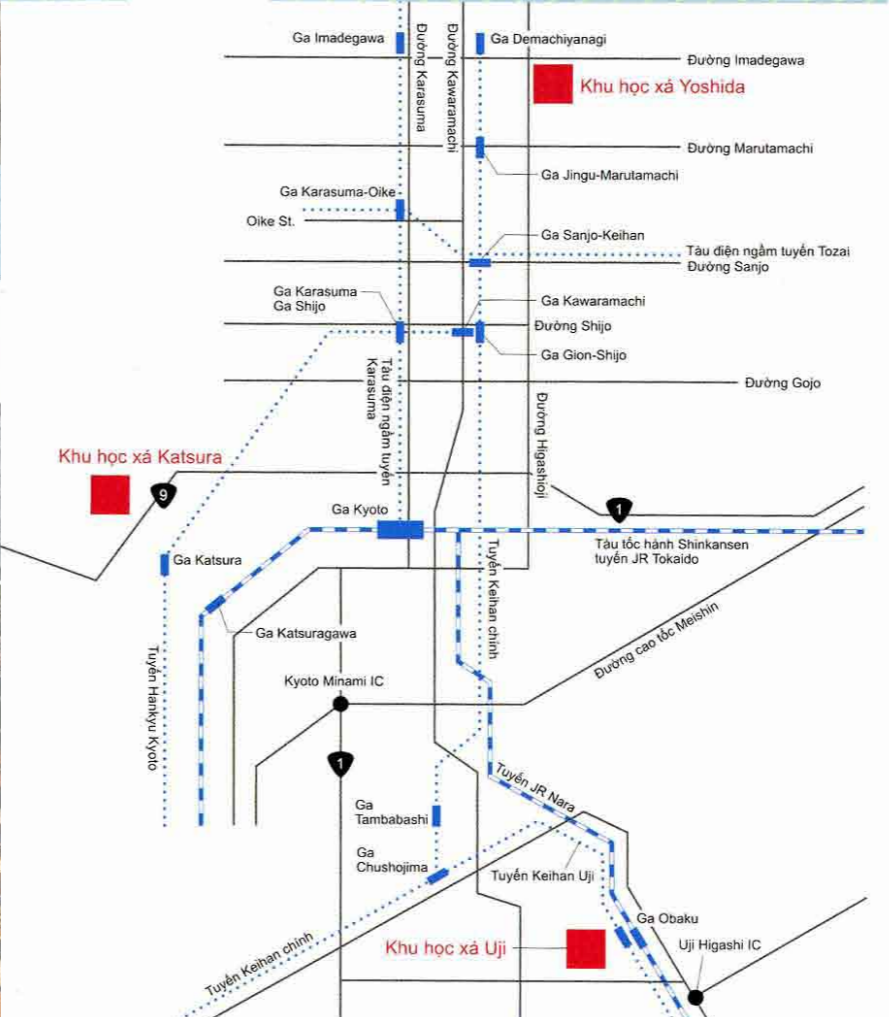 Ga Imadegawa
Đường Karasuma
Đường Kawaramachi
Ga Demachiyanagi
Đường Imadegawa
Khu học xá Yoshida
Đường Marutamachi
Ga Jingu-Marutamachi
Ga Karasuma-Oike
Oike St.
Ga Sanjo-Keihan
Tàu điện ngầm tuyến Tozai
Đường Sanjo
Ga Karasuma
Ga Shijo
Ga Kawaramachi
Đường Shijo
Ga Gion-Shijo
Tàu điện ngầm tuyến
Karasuma
Đường Gojo
Đường Higashioji
Khu học xá Katsura
9
Ga Kyoto
1
Tàu tốc hành Shinkansen
tuyến JR Tokaido
Ga Katsura
Tuyến Keihan chính
Ga Katsuragawa
Đường cao tốc Meishin
Tuyến Hankyu Kyoto
Kyoto Minami IC
1
Tuyến JR Nara
Ga
Tambabashi
Ga
Chushojima
Tuyến Keihan Uji
Ga Obaku
Khu học xá Uji
Uji Higashi IC
Tuyến Keihan chính